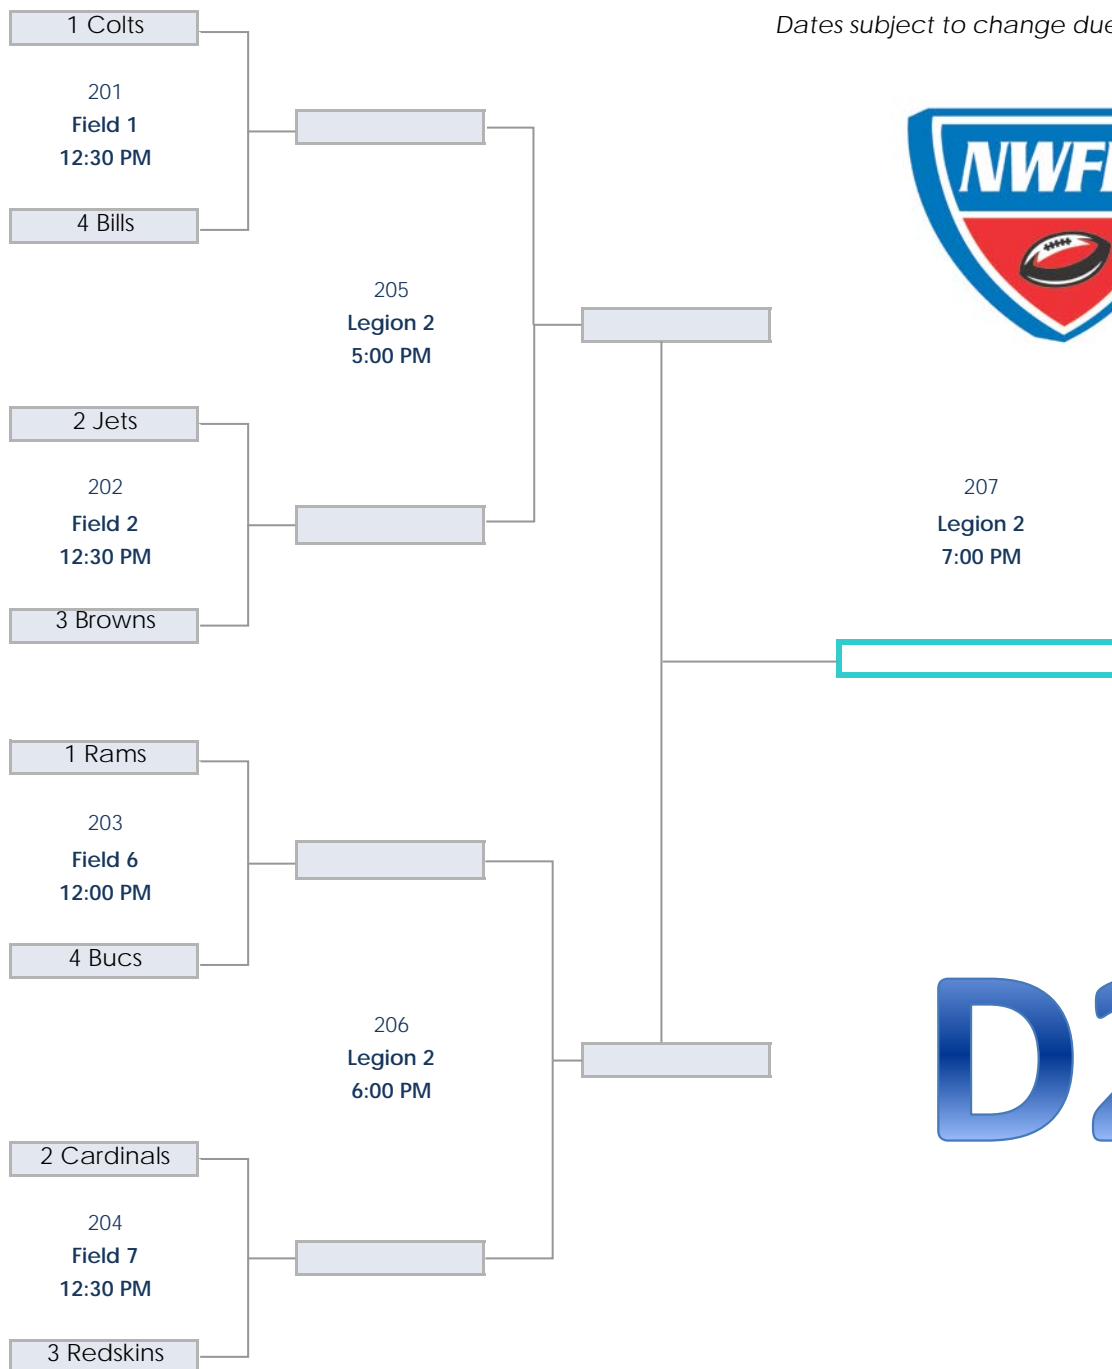 1 Colts
Dates subject to change due
201
Field 1
12:30 PM
4 Bills
NWF
205
Legion 2
5:00 PM
2 Jets
202
Field 2
12:30 PM
207
Legion 2
7:00 PM
3 Browns
1 Rams
203
Field 6
12:00 PM
4 Bucs
206
Legion 2
6:00 PM
D2
2 Cardinals
204
Field 7
12:30 PM
3 Redskins